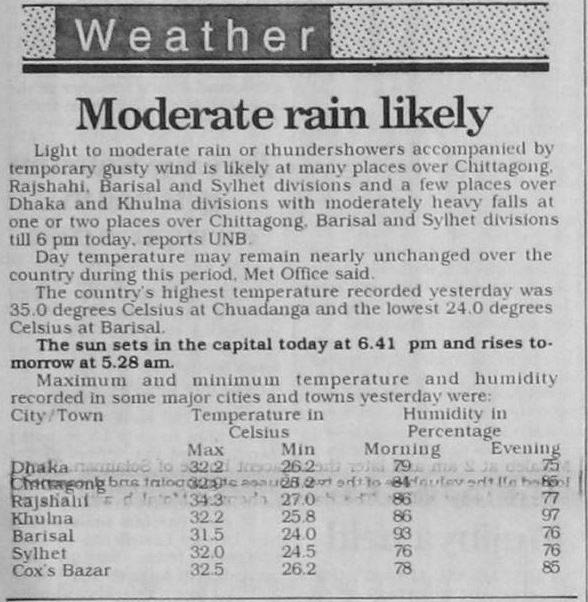 Weather
Moderate rain likely
Light to moderate rain or thundershowers accompanied by
temporary gusty wind is likely at many places over Chittagong,
Rajshahi, Barisal and Sylhet divisions and a few places over
Dhaka and Khulna divisions with moderately heavy falls at
one or two places over Chittagong, Barisal and Sylhet divisions
till 6 pm today, reports UNB.
Day temperature may remain nearly unchanged over the
country during this period, Met Office said.
The country's highest temperature recorded yesterday was
35.0 degrees Celsius at Chuadanga and the lowest 24.0 degrees
Celsius at Barisal.
The sun sets in the capital today at 6.41 pm and rises to-
morrow at 5.28 am.
Maximum and minimum temperature and humidity
recorded in some major cities and towns yesterday were:
City/Town Temperature in Humidity in
Celsius Percentage
Max Min Morning Evening
Dhaka 32.2 26.2 79 75
Chittagong 84
Rajshahi 34.3 27.0 86 77
Khulna 32.2 25.8 86 97
Barisal 31.5 24.0 93 76
Sylhet 32.0 24.5 76 76
Cox's Bazar 32.5 26.2 78 85